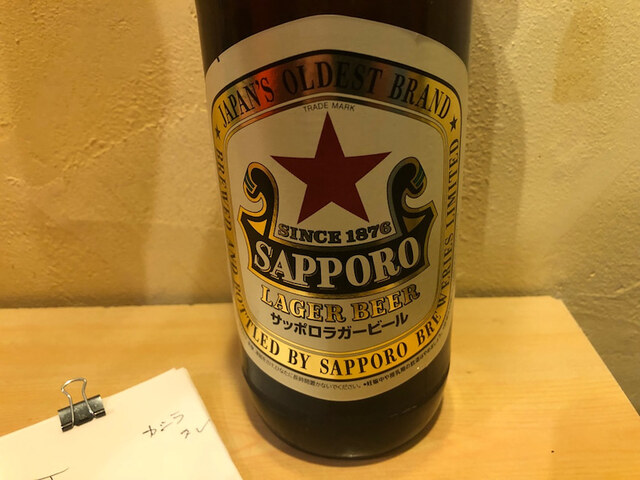 JAPAN'S OLDEST BRAND
TRADE MARK
SINCE 1876
SAPPORO
LAGER BEER
サッポロラガービール
BREWED AND BOTTLED BY SAPPORO BREWERIES LIMITED